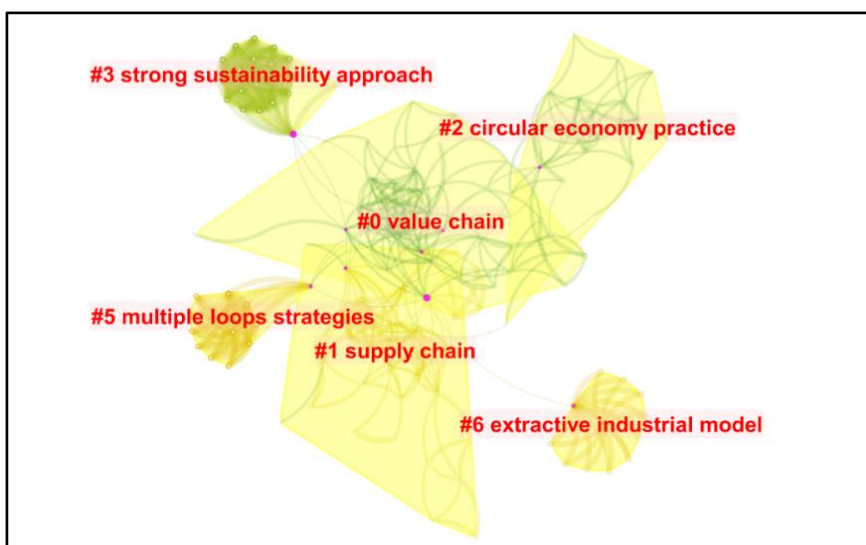 #3 strong sustainability approach
#2 circular economy practice
#0 value chain
#5 multiple loops strategies
#1 supply chain
#6 extractive industrial model